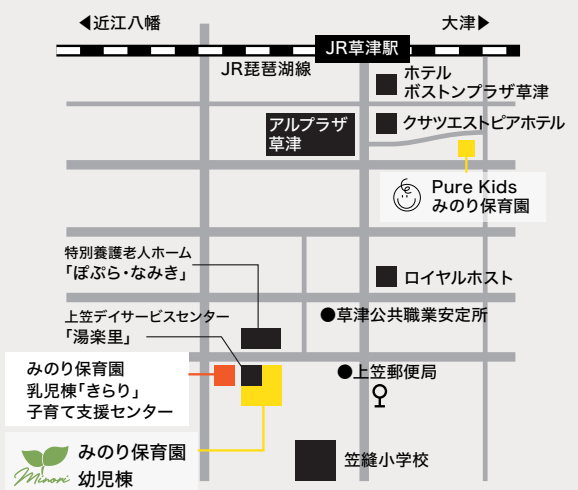 ◀近江八幡
大津▶
JR草津駅
JR琵琶湖線
ホテル
ボストンプラザ草津
アルプラザ
草津
クサツエストピアホテル
Pure Kids
みのり保育園
特別養護老人ホーム
「ぽぷら・なみき」
ロイヤルホスト
上笠デイサービスセンター
「湯楽里」
●草津公共職業安定所
みのり保育園
乳児棟「きらり」
子育て支援センター
●上笠郵便局
Minori
みのり保育園
幼児棟
笠縫小学校